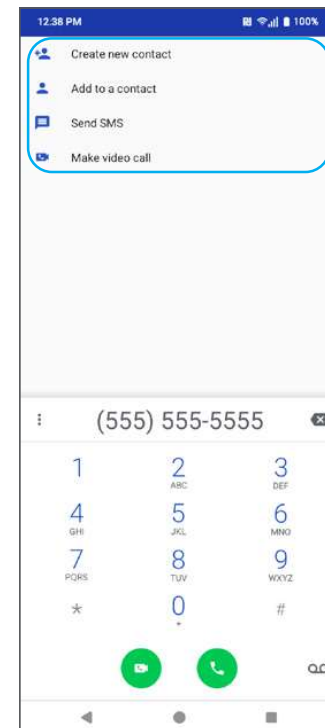 12:38 PM 100%
Create new contact
Add to a contact
Send SMS
Make video call
(555) 555-5555
1 2 3
ABC DEF
4 5 6
GHI JKL MNO
7 8 9
PQRS TUV WXYZ
* 0 #
+